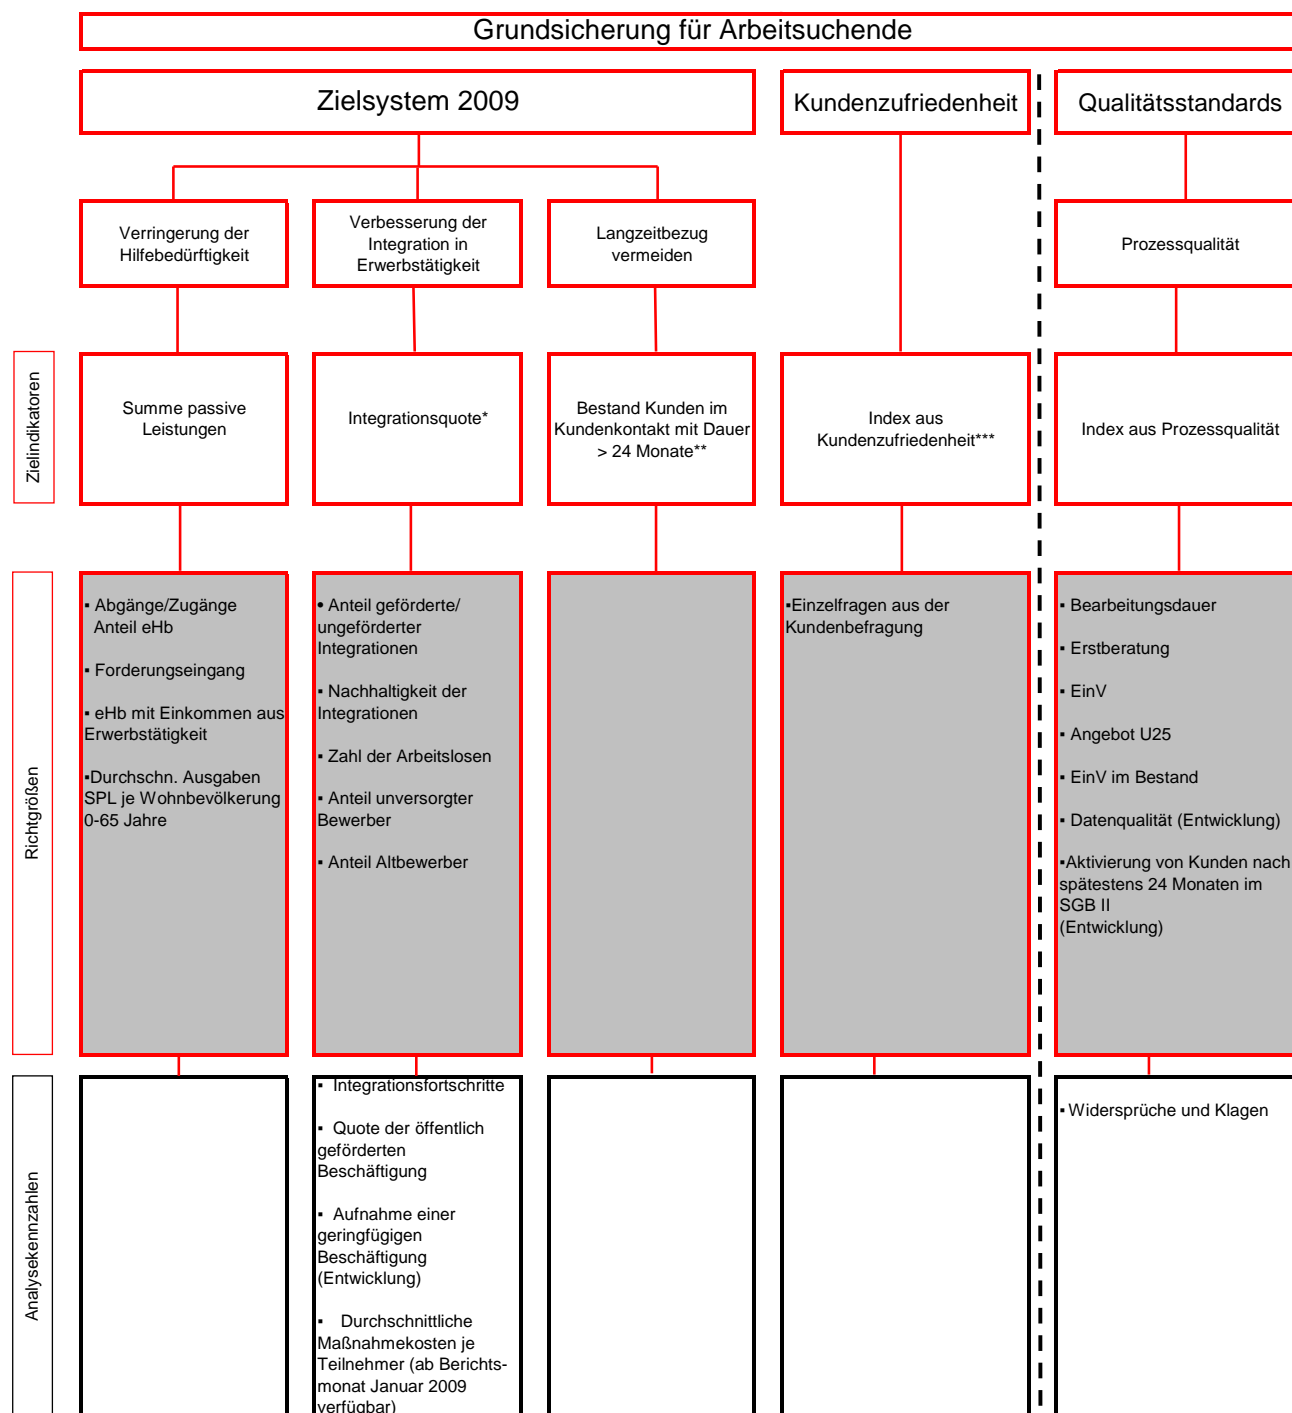 Grundsicherung für Arbeitsuchende
Zielsystem 2009
Kundenzufriedenheit
Qualitätsstandards
Verringerung der
Hilfebedürftigkeit
Verbesserung der
Integration in
Erwerbstätigkeit
Langzeitbezug
vermeiden
Prozessqualität
Zielindikatoren
Summe passive
Leistungen
Integrationsquote*
Bestand Kunden im
Kundenkontakt mit Dauer
> 24 Monate**
Index aus
Kundenzufriedenheit***
Index aus Prozessqualität
Richtgrößen
▪ Abgänge/Zugänge
Anteil eHb
▪ Forderungseingang
▪ eHb mit Einkommen aus
Erwerbstätigkeit
▪Durchschn. Ausgaben
SPL je Wohnbevölkerung
0-65 Jahre
• Anteil geförderte/
ungeförderter
Integrationen
▪ Nachhaltigkeit der
Integrationen
▪ Zahl der Arbeitslosen
▪ Anteil unversorgter
Bewerber
▪ Anteil Altbewerber
▪Einzelfragen aus der
Kundenbefragung
▪ Bearbeitungsdauer
▪ Erstberatung
▪ EinV
▪ Angebot U25
▪ EinV im Bestand
▪ Datenqualität (Entwicklung)
▪Aktivierung von Kunden nach
spätestens 24 Monaten im
SGB II
(Entwicklung)
Analysekennzahlen
▪ Integrationsfortschritte
▪ Quote der öffentlich
geförderten
Beschäftigung
▪ Aufnahme einer
geringfügigen
Beschäftigung
(Entwicklung)
▪ Durchschnittliche
Maßnahmekosten je
Teilnehmer (ab Berichts-
monat Januar 2009
verfügbar)
▪ Widersprüche und Klagen